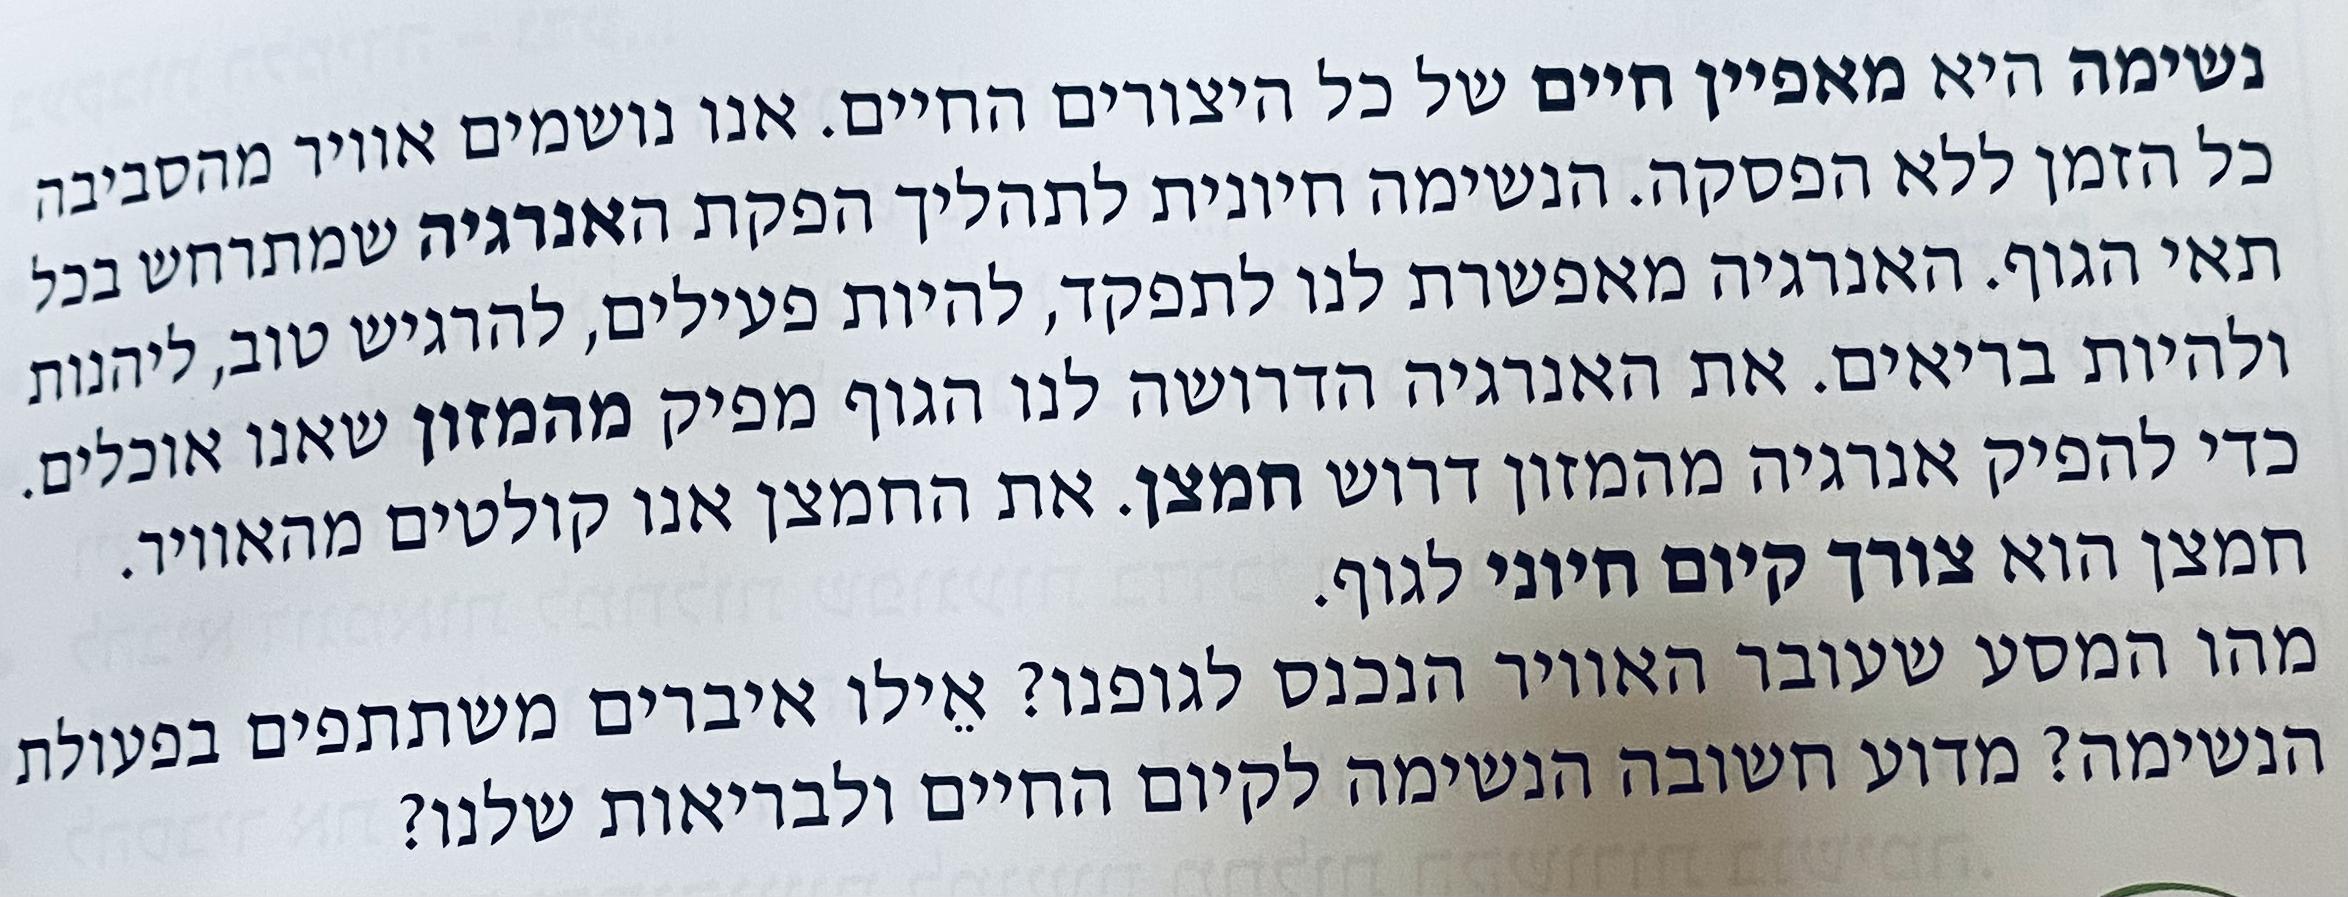 נשימה היא מאפיין חיים של כל היצורים החיים. אנו נושמים אוויר מהסביבה
כל הזמן ללא הפסקה. הנשימה חיונית לתהליך הפקת האנרגיה שמתרחש בכל
תאי הגוף. האנרגיה מאפשרת לנו לתפקד, להיות פעילים, להרגיש טוב, ליהנות
ולהיות בריאים. את האנרגיה הדרושה לנו הגוף מפיק מהמזון שאנו אוכלים.
כדי להפיק אנרגיה מהמזון דרוש חמצן. את החמצן אנו קולטים מהאוויר.
חמצן הוא צורך קיום חיוני לגוף.
מהו המסע שעובר האוויר הנכנס לגופנו? אֵילו איברים משתתפים בפעולת
הנשימה? מדוע חשובה הנשימה לקיום החיים ולבריאות שלנו?